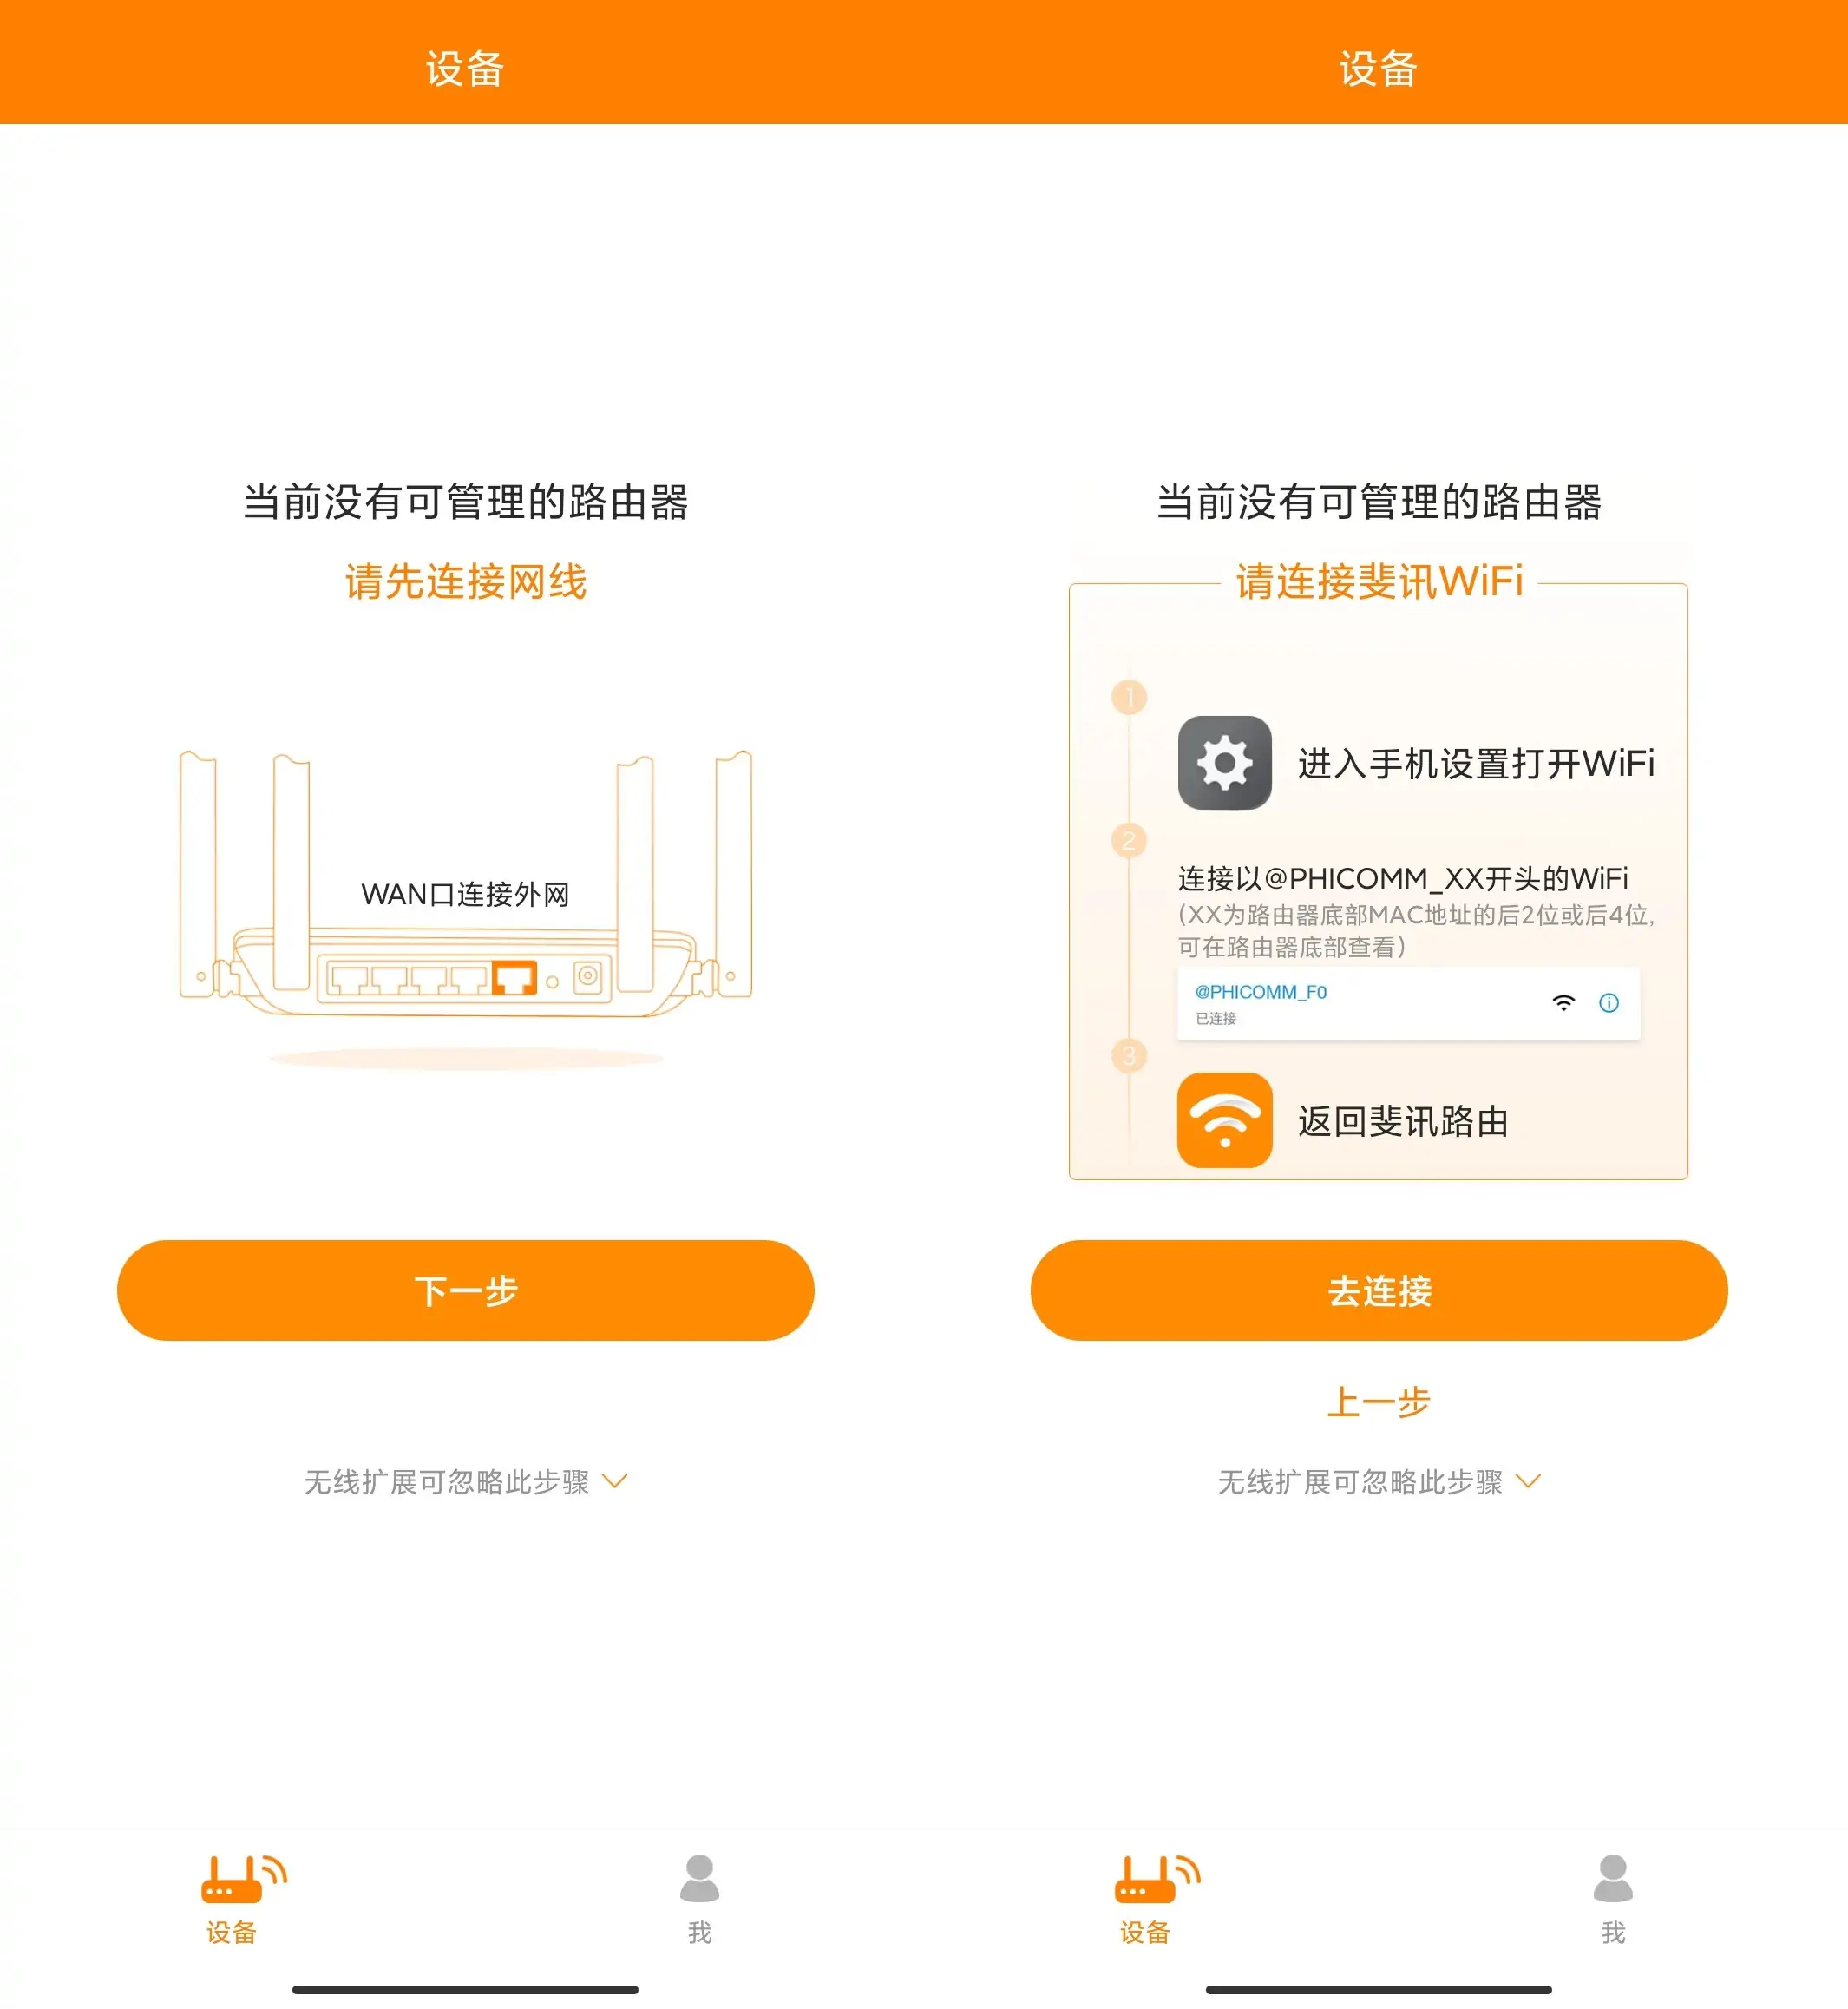 设备
当前没有可管理的路由器
请先连接网线
WAN口连接外网
下一步
无线扩展可忽略此步骤
设备
我
设备
当前没有可管理的路由器
请连接斐讯WiFi
1
进入手机设置打开WiFi
2
连接以@PHICOMM_XX开头的WiFi
(XX为路由器底部MAC地址的后2位或后4位,
可在路由器底部查看)
@PHICOMM_F0
已连接
3
返回斐讯路由
去连接
上一步
无线扩展可忽略此步骤
设备
我